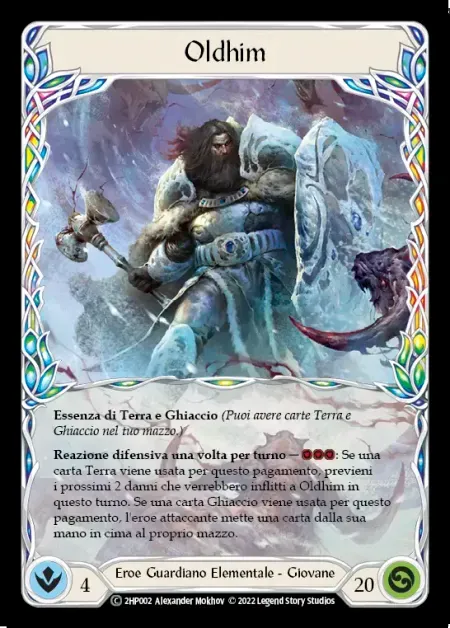 Oldhim
Essenza di Terra e Ghiaccio (Puoi avere carte Terra e
Ghiaccio nel tuo mazzo.)
Reazione difensiva una volta per turno — : Se una
carta Terra viene usata per questo pagamento, previeni
i prossimi 2 danni che verrebbero inflitti a Oldhim in
questo turno. Se una carta Ghiaccio viene usata per questo
pagamento, l'eroe attaccante mette una carta dalla sua
mano in cima al proprio mazzo.
4
Eroe Guardiano Elementale - Giovane
20
C 2HP002 Alexander Mokhov © 2022 Legend Story Studios